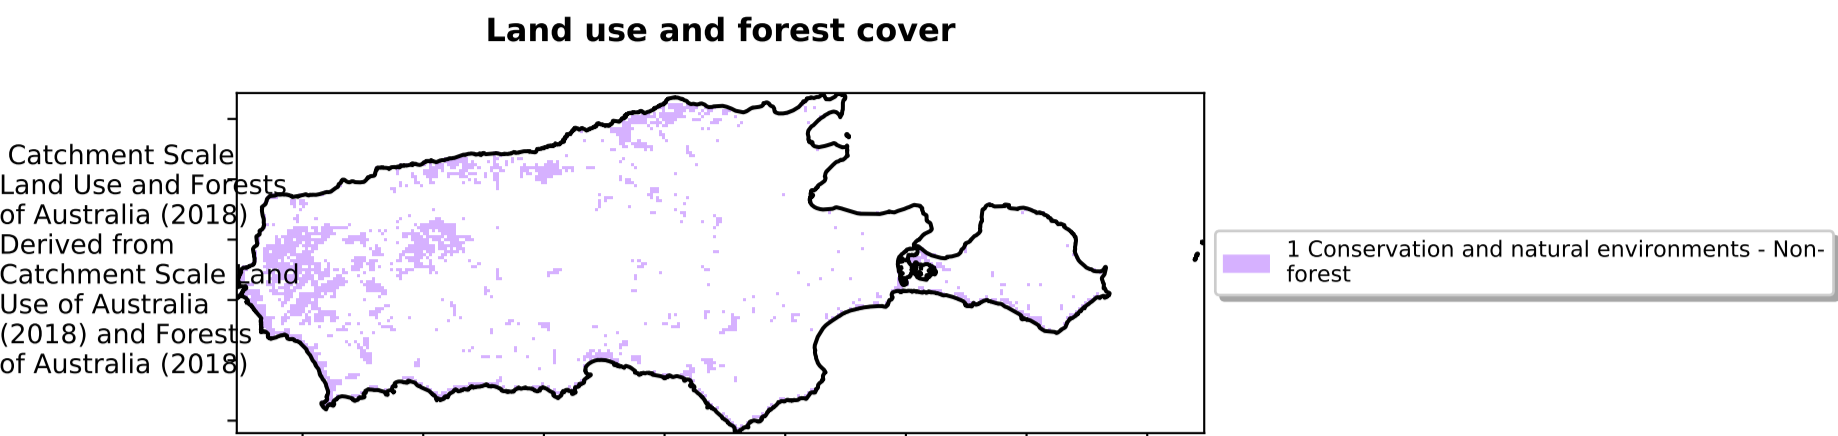 Land use and forest cover
Catchment Scale
Land Use and Forests
of Australia (2018)
Derived from
Catchment Scale Land
Use of Australia
(2018) and Forests
of Australia (2018)
1 Conservation and natural environments - Non-
forest